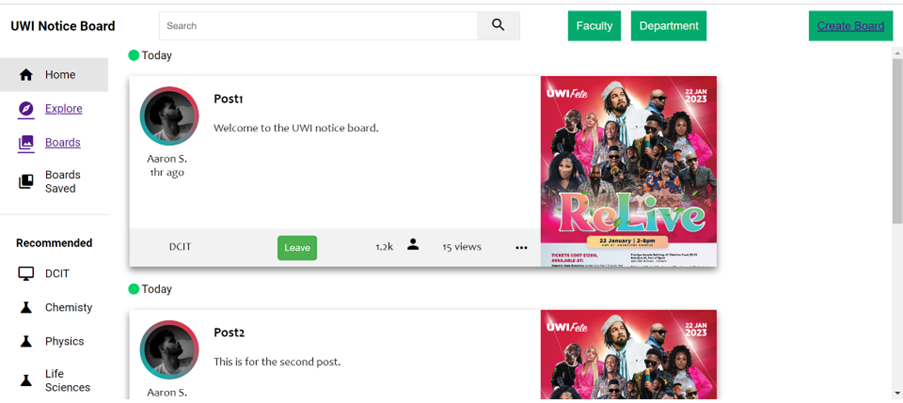 UWI Notice Board
Search
Faculty
Department
Create Board
Home
Explore
Boards
Boards
Saved
Recommended
DCIT
Chemisty
Physics
Life
Sciences
Today
Post1
Welcome to the UWI notice board.
Aaron S.
1hr ago
DCIT
Leave
1.2k
15 views
UWI Fete
22 JAN
2023
ReLive
22 January | 2-8pm
TICKETS COST $1200,
AVAILABLE AT:
Today
Post2
This is for the second post.
Aaron S.
UWI Fete
22 JAN
2023